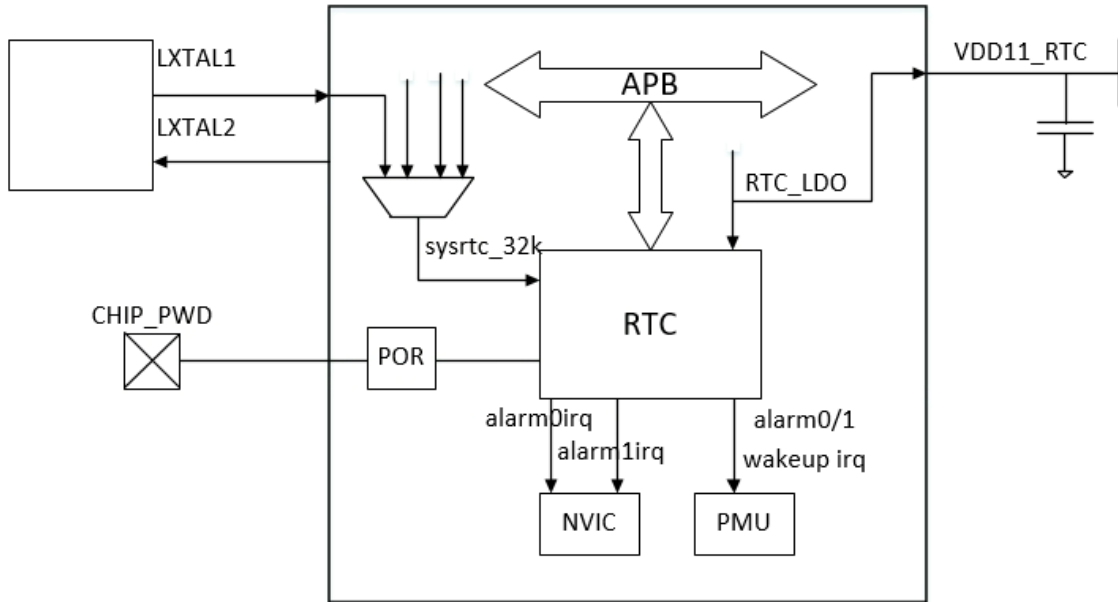 LXTAL1
VDD11_RTC
APB
LXTAL2
RTC_LDO
sysrtc_32k
CHIP_PWD
RTC
POR
alarm0irq
alarm0/1
alarm1irq
wakeup irq
NVIC
PMU